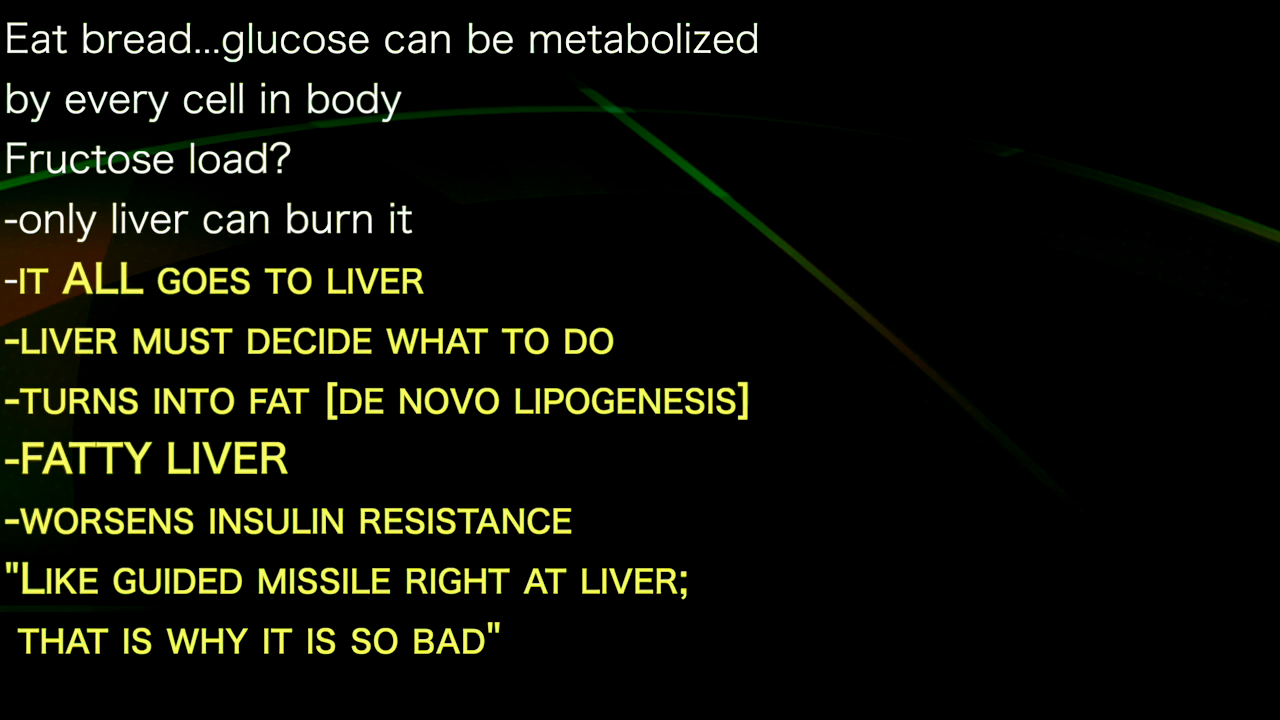 Eat bread...glucose can be metabolized
by every cell in body
Fructose load?
-only liver can burn it
-IT ALL GOES TO LIVER
-LIVER MUST DECIDE WHAT TO DO
-TURNS INTO FAT [DE NOVO LIPOGENESIS]
-FATTY LIVER
-WORSENS INSULIN RESISTANCE
"LIKE GUIDED MISSILE RIGHT AT LIVER;
THAT IS WHY IT IS SO BAD"